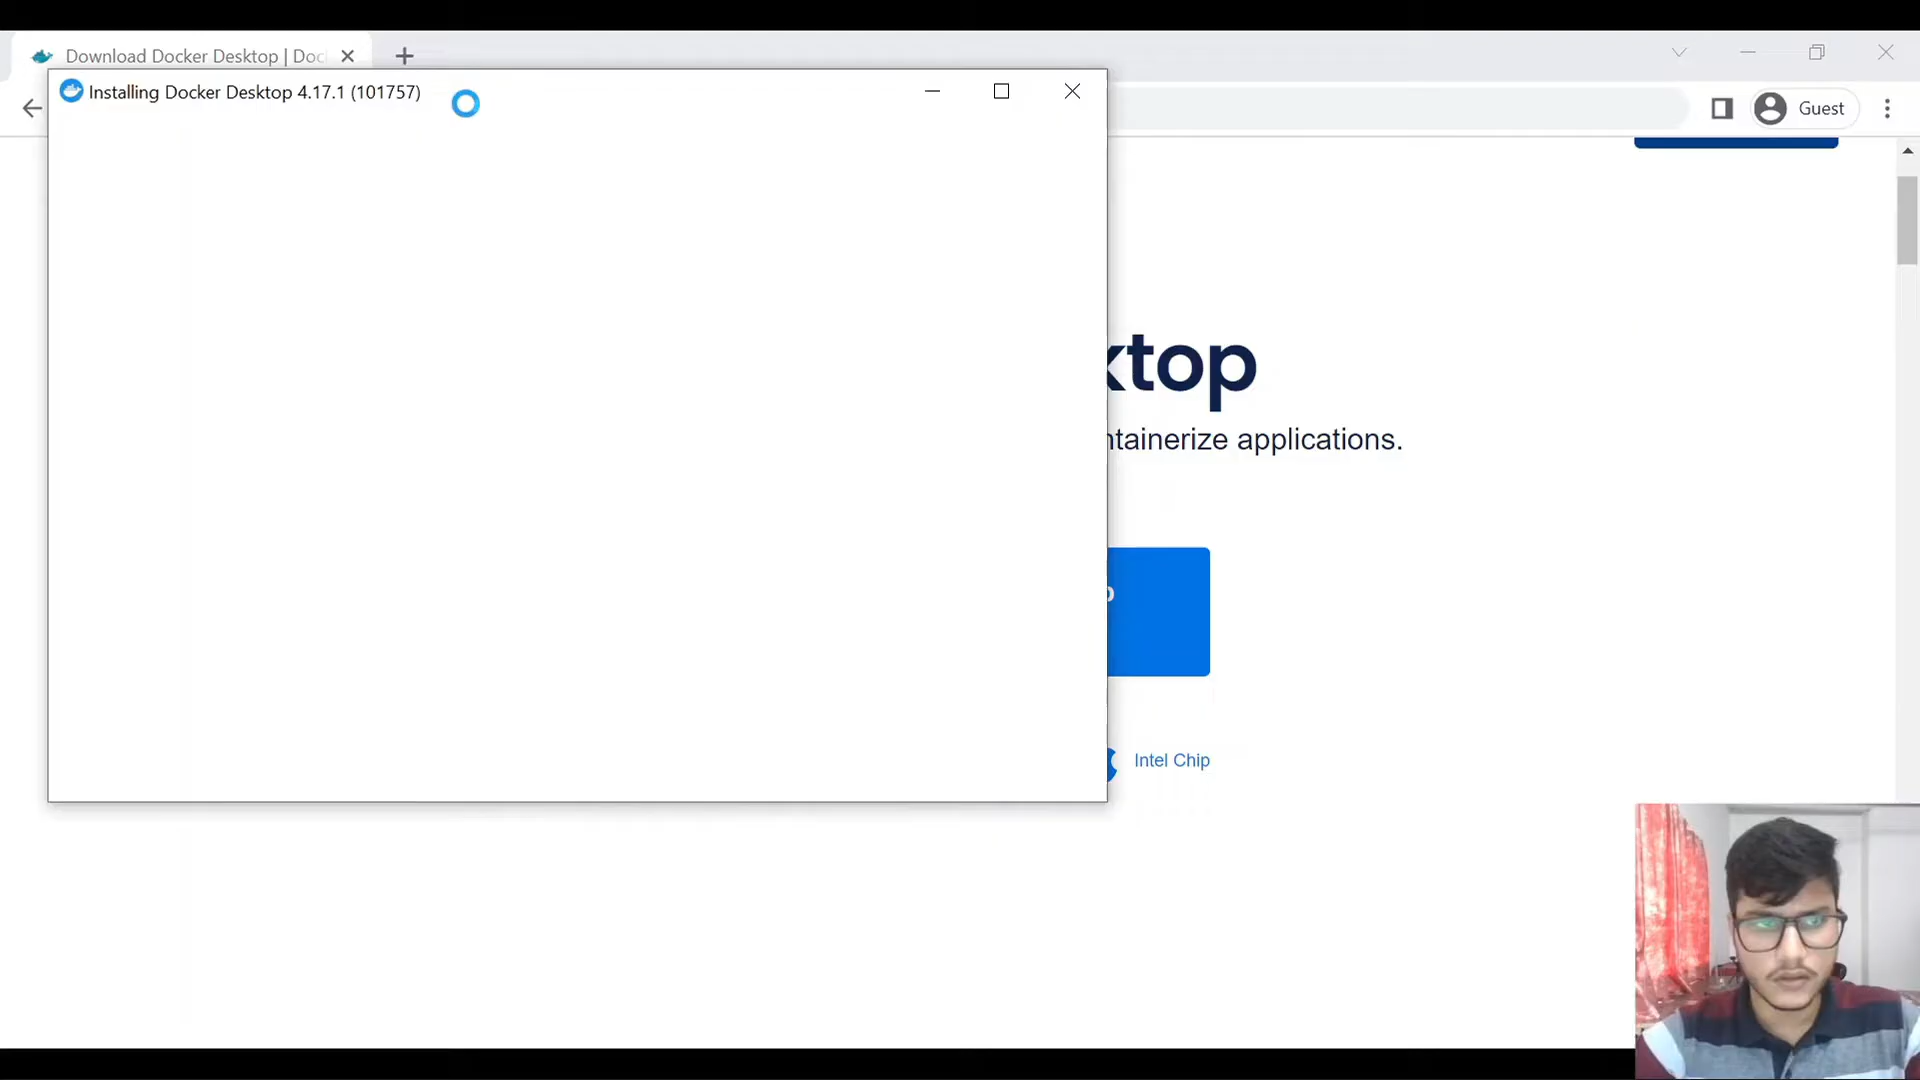 Download Docker Desktop | Doc
Installing Docker Desktop 4.17.1 (101757)
Guest
ktop
ntainerize applications.
Intel Chip